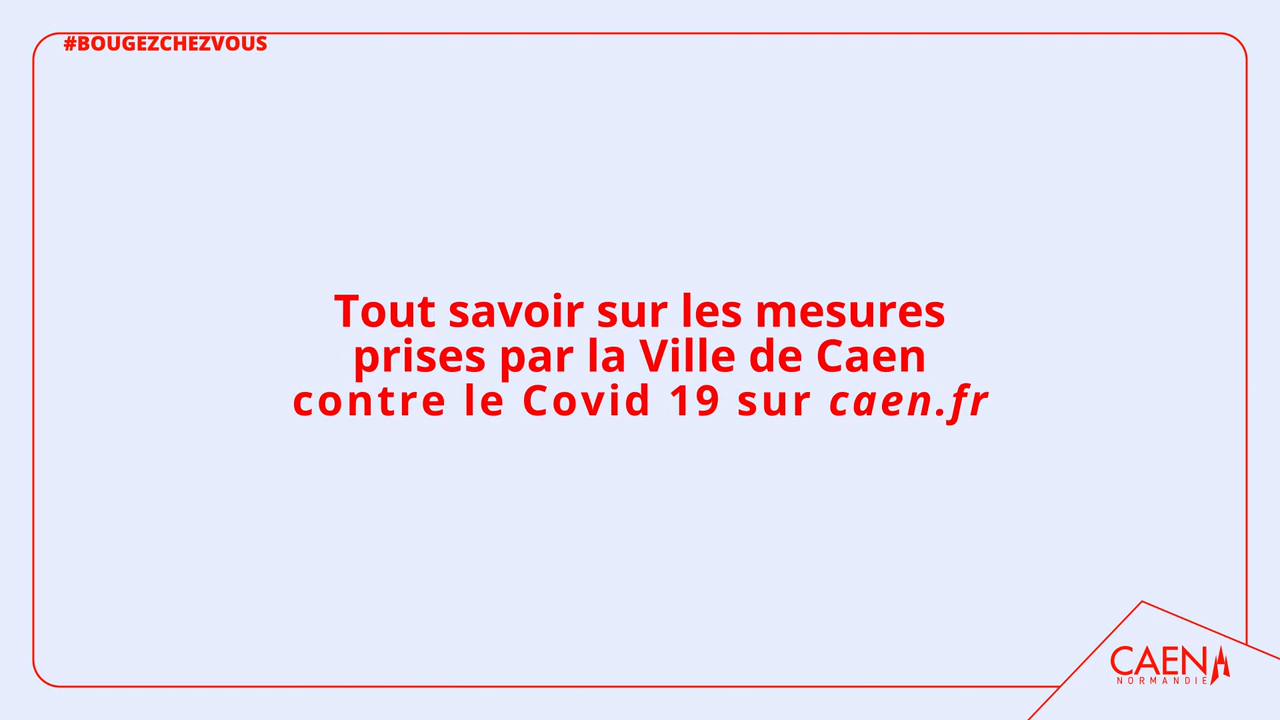 #BOUGEZCHEZVOUS
Tout savoir sur les mesures
prises par la Ville de Caen
contre le Covid 19 sur caen.fr
CAEN
NORMANDIE